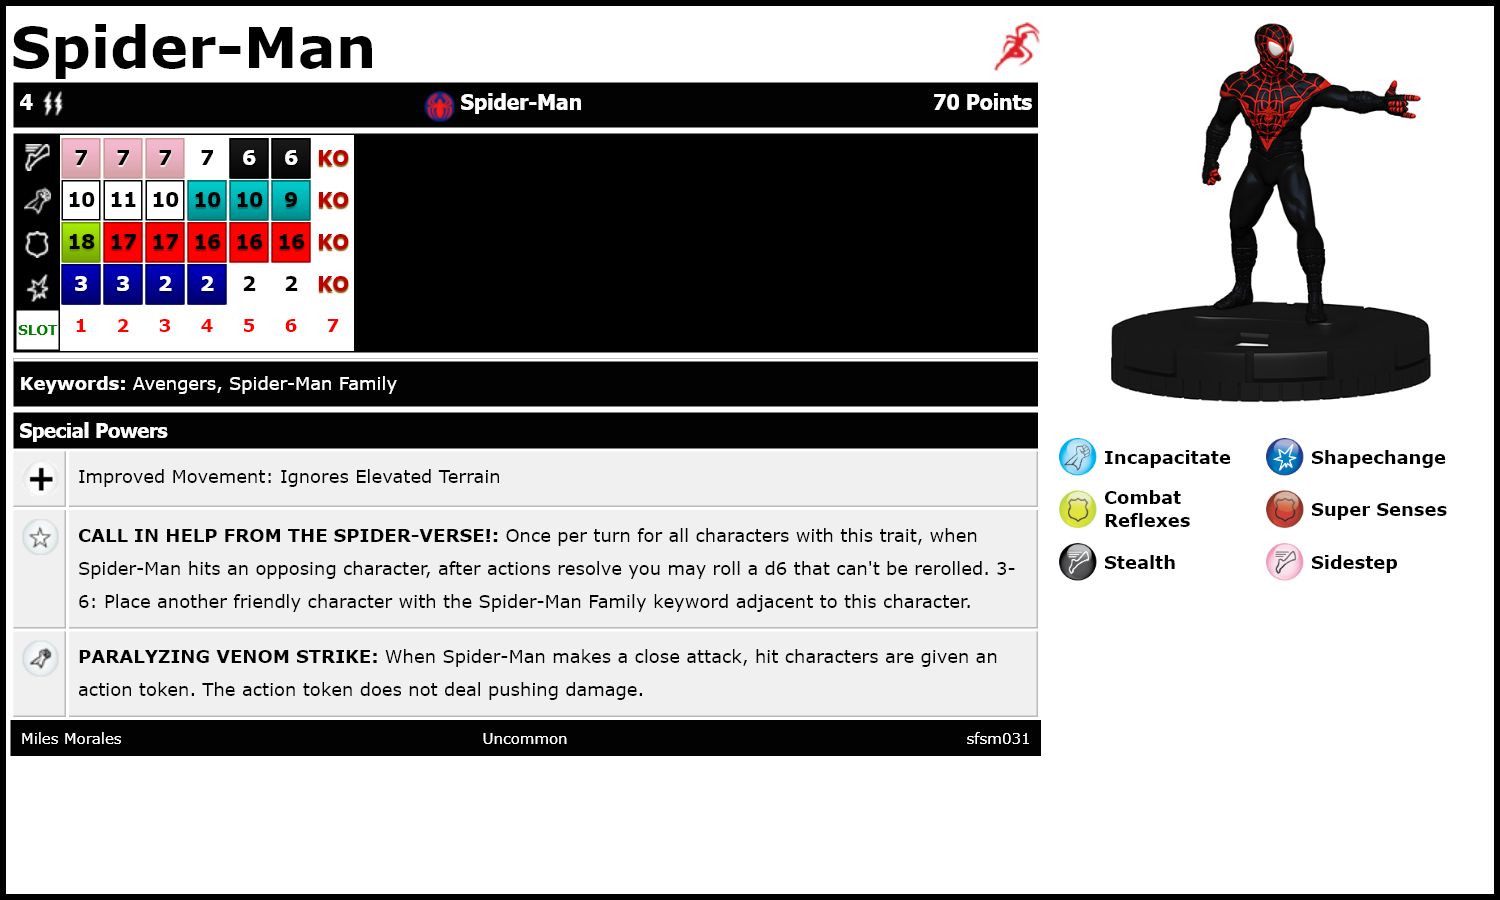 Spider-Man
4 Spider-Man 70 Points
7 7 7 7 6 6 KO
10 11 10 10 10 9 KO
18 17 17 16 16 16 KO
3 3 2 2 2 2 KO
SLOT 1 2 3 4 5 6 7
Keywords: Avengers, Spider-Man Family
Special Powers
Improved Movement: Ignores Elevated Terrain
CALL IN HELP FROM THE SPIDER-VERSE!: Once per turn for all characters with this trait, when
Spider-Man hits an opposing character, after actions resolve you may roll a d6 that can't be rerolled. 3-
6: Place another friendly character with the Spider-Man Family keyword adjacent to this character.
PARALYZING VENOM STRIKE: When Spider-Man makes a close attack, hit characters are given an
action token. The action token does not deal pushing damage.
Miles Morales Uncommon sfsm031
Incapacitate Shapechange
Combat
Reflexes
Super Senses
Stealth Sidestep